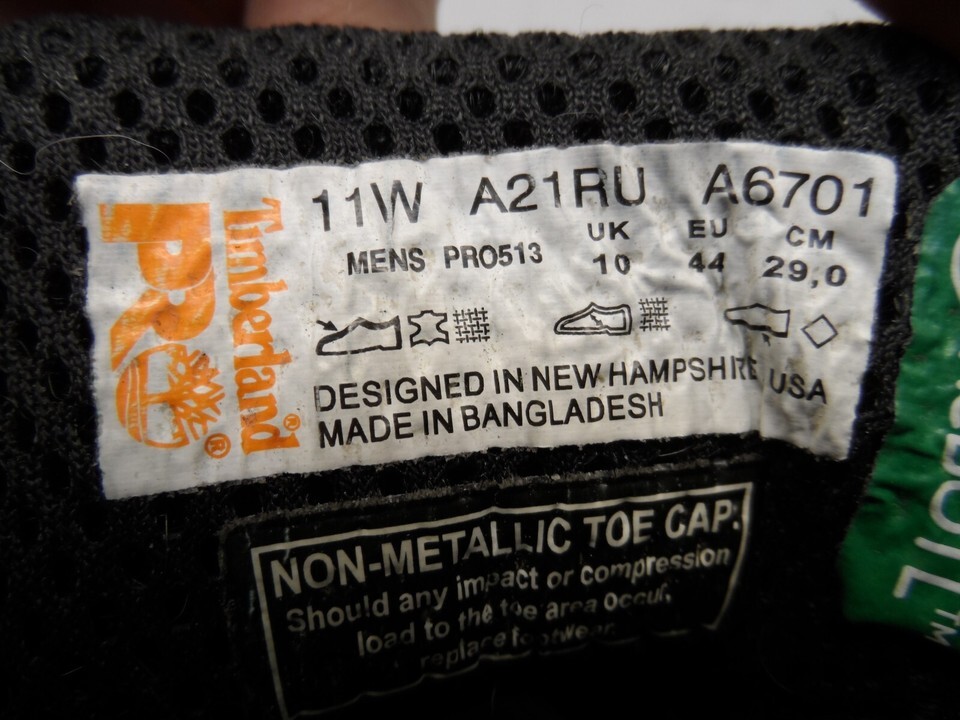 11W A21RU A6701
MENS PRO513 UK EU CM
10 44 29,0
Timberland®
PRO®
DESIGNED IN NEW HAMPSHIRE USA
MADE IN BANGLADESH
NON-METALLIC TOE CAP.
Should any impact or compression
load to the toe area occur,
replace footwear